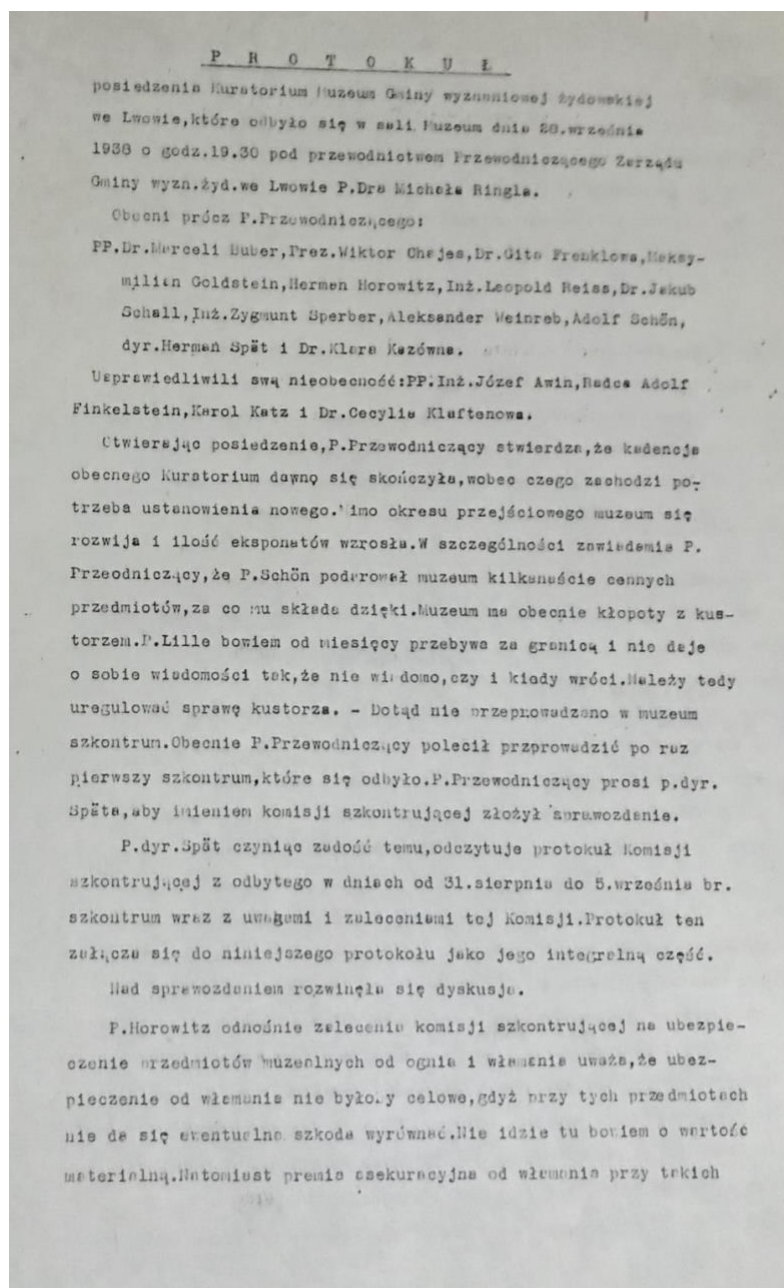 P R O T O K U Ł
posiedzenia Kuratorium Muzeum Gminy wyznaniowej żydowskiej
we Lwowie,które odbyło się w sali Muzeum dnia 28.września
1938 o godz.19.30 pod przewodnictwem Przewodniczącego Zarządu
Gminy wyzn.żyd.we Lwowie P.Dra Michała Ringla.
Obecni prócz P.Przewodniczącego:
PP.Dr.Marceli Buber,Prez.Wiktor Chajes,Dr.Gita Frenklowa,Maksy-
milian Goldstein,Herman Horowitz,Inż.Leopold Reiss,Dr.Jakub
Schall,Inż.Zygmunt Sperber,Aleksander Weinreb,Adolf Schön,
dyr.Herman Spät i Dr.Klara Kazówna.
Usprawiedliwili swą nieobecność:PP.Inż.Józef Awin,Radca Adolf
Finkelstein,Karol Katz i Dr.Cecylia Klaftenowa.
Otwierając posiedzenie,P.Przewodniczący stwierdza,że kadencja
obecnego Kuratorium dawno się skończyła,wobec czego zachodzi po-
trzeba ustanowienia nowego.'imo okresu przejściowego muzeum się
rozwija i ilość eksponatów wzrosła.W szczególności zawiadamia P.
Przeodniczący,że P.Schön podarował muzeum kilkanaście cennych
przedmiotów,za co mu składa dzięki.Muzeum ma obecnie kłopoty z kus-
torzem.P.Lille bowiem od miesięcy przebywa za granicą i nie daje
o sobie wiadomości tak,że nie wiadomo,czy i kiedy wróci.Należy tedy
uregulować sprawę kustorza. - Dotąd nie przeprowadzono w muzeum
szkontrum.Obecnie P.Przewodniczący polecił przprowadzić po raz
pierwszy szkontrum,które się odbyło.P.Przewodniczący prosi p.dyr.
Späta,aby imieniem komisji szkontrującej złożył sprawozdanie.
P.dyr.Spät czyniąc zadość temu,odczytuje protokuł Komisji
szkontrującej z odbytego w dniach od 31.sierpnia do 5.września br.
szkontrum wraz z uwagami i zaleceniami tej Komisji.Protokuł ten
załącza się do niniejszego protokołu jako jego integralną część.
Nad sprawozdaniem rozwinęła się dyskusja.
P.Horowitz odnośnie zalecenia komisji szkontrującej na ubezpie-
czenie przedmiotów muzealnych od ognia i włamania uważa,że ubez-
pieczenie od włamania nie było.y celowe,gdyż przy tych przedmiotach
nie da się ewentualna szkoda wyrównać.Nie idzie tu bowiem o wartośc
materialną.Natomiast premia asekuracyjna od włamania przy takich